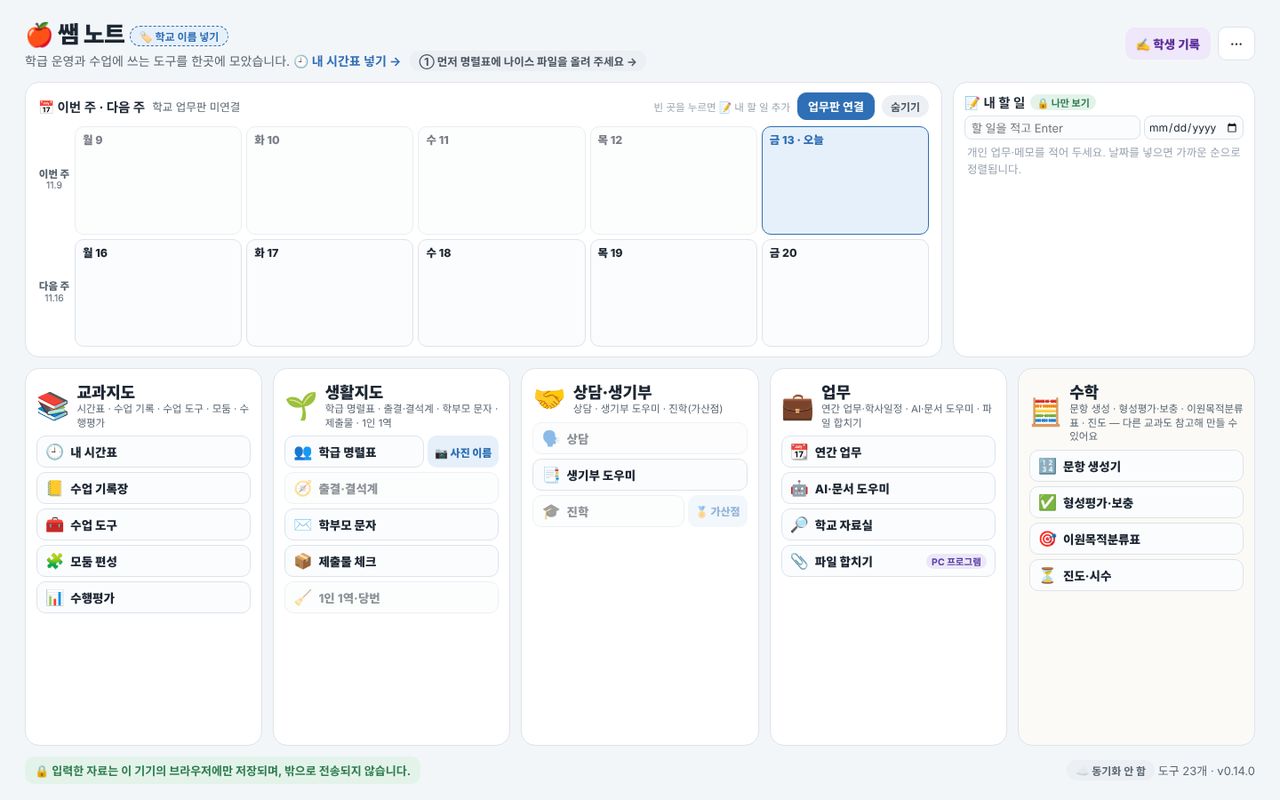 쌤 노트
🏷️ 학교 이름 넣기
학급 운영과 수업에 쓰는 도구를 한곳에 모았습니다. 🕘 내 시간표 넣기 →
① 먼저 명렬표에 나이스 파일을 올려 주세요 →
✍️ 학생 기록
⋯
📅 이번 주 · 다음 주 학교 업무판 미연결
빈 곳을 누르면 📝 내 할 일 추가
업무판 연결
숨기기
이번 주
11.9
월 9
화 10
수 11
목 12
금 13 · 오늘
다음 주
11.16
월 16
화 17
수 18
목 19
금 20
📝 내 할 일
🔒 나만 보기
할 일을 적고 Enter
mm/dd/yyyy
개인 업무·메모를 적어 두세요. 날짜를 넣으면 가까운 순으로
정렬됩니다.
교과지도
시간표 · 수업 기록 · 수업 도구 · 모둠 · 수
행평가
내 시간표
수업 기록장
수업 도구
모둠 편성
수행평가
생활지도
학급 명렬표 · 출결·결석계 · 학부모 문자 ·
제출물 · 1인 1역
학급 명렬표
📷 사진 이름
출결·결석계
학부모 문자
제출물 체크
1인 1역·당번
상담·생기부
상담 · 생기부 도우미 · 진학(가산점)
상담
생기부 도우미
진학
🏅 가산점
업무
연간 업무·학사일정 · AI·문서 도우미 · 파
일 합치기
연간 업무
AI·문서 도우미
학교 자료실
파일 합치기
PC 프로그램
수학
문항 생성 · 형성평가·보충 · 이원목적분류
표 · 진도 — 다른 교과도 참고해 만들 수
있어요
문항 생성기
형성평가·보충
이원목적분류표
진도·시수
🔒 입력한 자료는 이 기기의 브라우저에만 저장되며, 밖으로 전송되지 않습니다.
☁️ 동기화 안 함
도구 23개 · v0.14.0